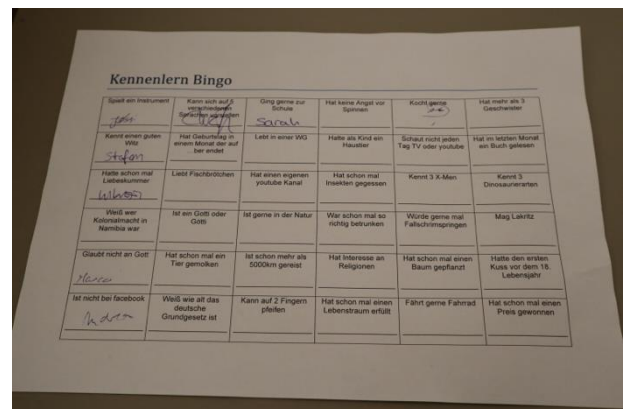 Kennenlern Bingo
Spielt ein Instrument
Kann sich auf 5
verschiedenen
Sprachen vorstellen
Ging gerne zur
Schule
Hat keine Angst vor
Spinnen
Kocht gerne
Hat mehr als 3
Geschwister
Sarah
Kennt einen guten
Witz
Hat Geburtstag in
einem Monat der auf
...ber endet
Lebt in einer WG
Hatte als Kind ein
Haustier
Schaut nicht jeden
Tag TV oder youtube
Hat im letzten Monat
ein Buch gelesen
Stefan
Hatte schon mal
Liebeskummer
Liebt Fischbrötchen
Hat einen eigenen
youtube Kanal
Hat schon mal
Insekten gegessen
Kennt 3 X-Men
Kennt 3
Dinosaurierarten
Weiß wer
Kolonialmacht in
Namibia war
Ist ein Gotti oder
Götti
Ist gerne in der Natur
War schon mal so
richtig betrunken
Würde gerne mal
Fallschirmspringen
Mag Lakritz
Glaubt nicht an Gott
Hat schon mal ein
Tier gemolken
Ist schon mehr als
5000km gereist
Hat Interesse an
Religionen
Hat schon mal einen
Baum gepflanzt
Hatte den ersten
Kuss vor dem 18.
Lebensjahr
Marco
Ist nicht bei facebook
Weiß wie alt das
deutsche
Grundgesetz ist
Kann auf 2 Fingern
pfeifen
Hat schon mal einen
Lebenstraum erfüllt
Fährt gerne Fahrrad
Hat schon mal einen
Preis gewonnen